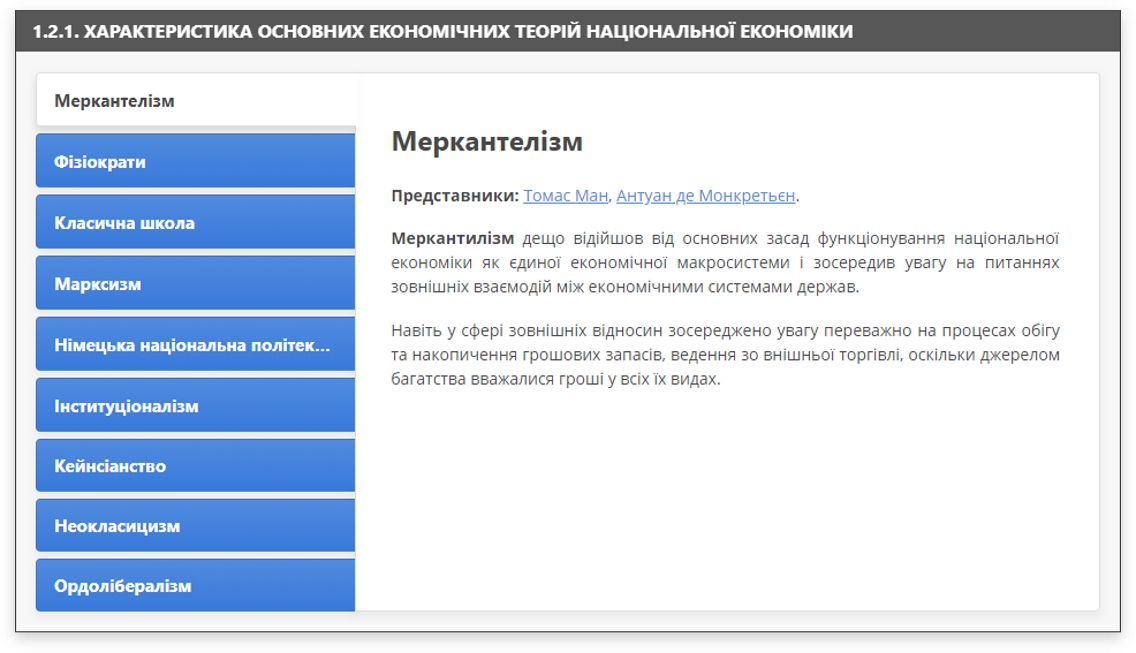 1.2.1. ХАРАКТЕРИСТИКА ОСНОВНИХ ЕКОНОМІЧНИХ ТЕОРІЙ НАЦІОНАЛЬНОЇ ЕКОНОМІКИ
Меркантелізм
Фізіократи
Класична школа
Марксизм
Німецька національна політек...
Інституціоналізм
Кейнсіанство
Неокласицизм
Ордолібералізм
Меркантелізм
Представники: Томас Ман, Антуан де Монкретьєн.
Меркантилізм дещо відійшов від основних засад функціонування національної
економіки як єдиної економічної макросистеми і зосередив увагу на питаннях
зовнішніх взаємодій між економічними системами держав.
Навіть у сфері зовнішніх відносин зосереджено увагу переважно на процесах обігу
та накопичення грошових запасів, ведення зо внішньої торгівлі, оскільки джерелом
багатства вважалися гроші у всіх їх видах.